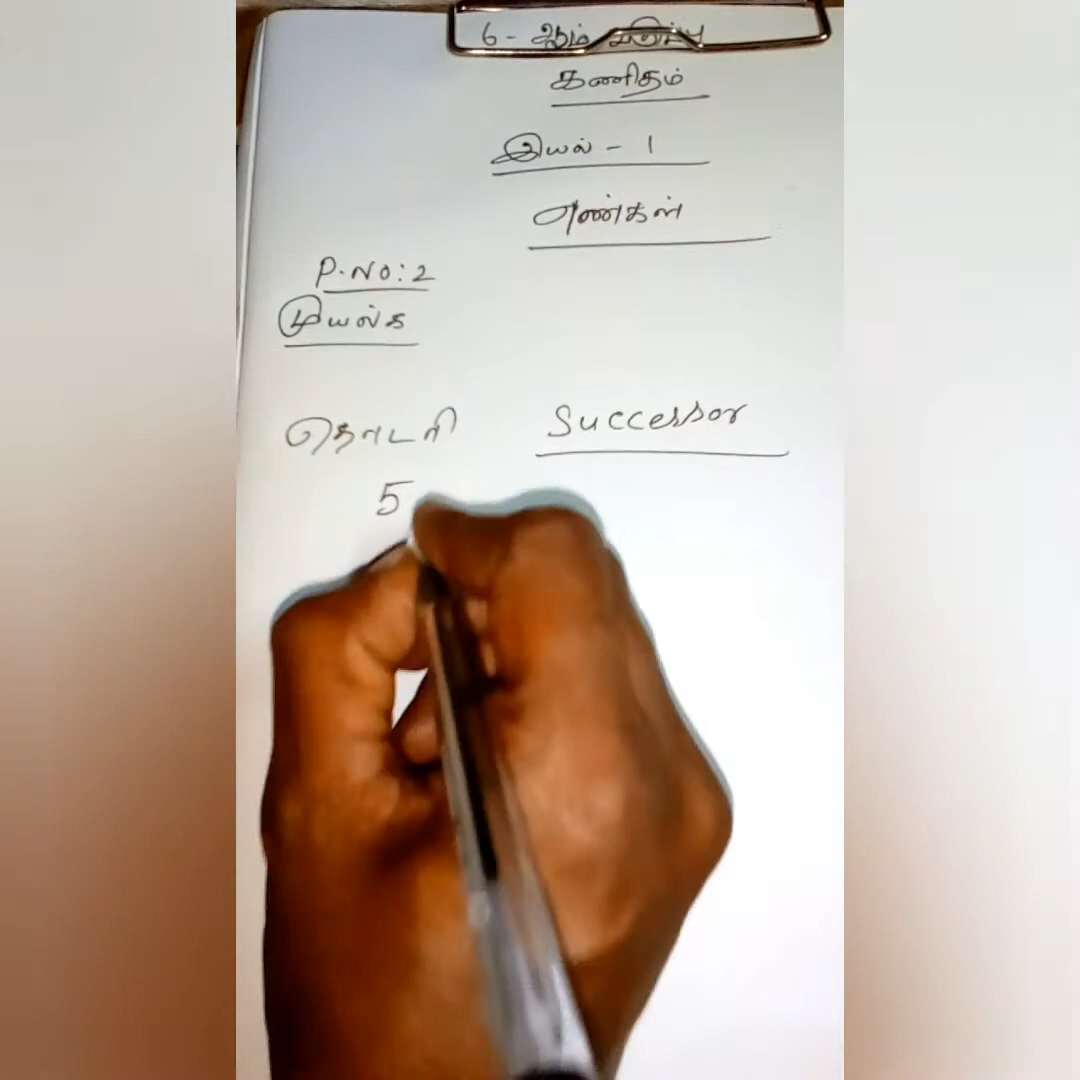 6 - ஆம் வகுப்பு
கணிதம்
இயல் - 1
எண்கள்
P.NO:2
முயல்க
தொடரி Successor
5